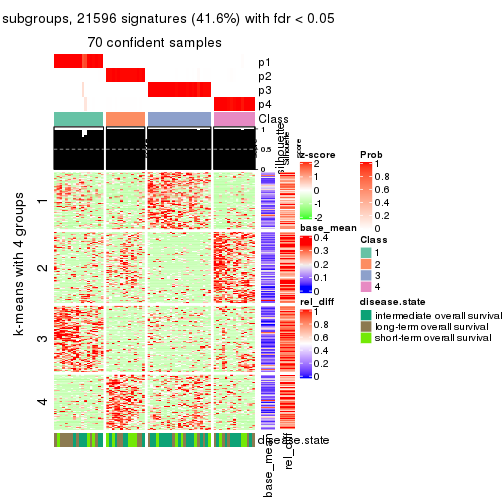 subgroups, 21596 signatures (41.6%) with fdr < 0.05
70 confident samples
p1
p2
p3
p4
Class
1
0.5
0
silhouette
score
k-means with 4 groups
1
2
3
4
base_mean
rel_diff
disease.state
z-score
2
1
0
-1
-2
base_mean
0.4
0.3
0.2
0.1
0
rel_diff
1
0.8
0.6
0.4
0.2
0
Prob
1
0.8
0.6
0.4
0.2
0
Class
1
2
3
4
disease.state
intermediate overall survival
long-term overall survival
short-term overall survival